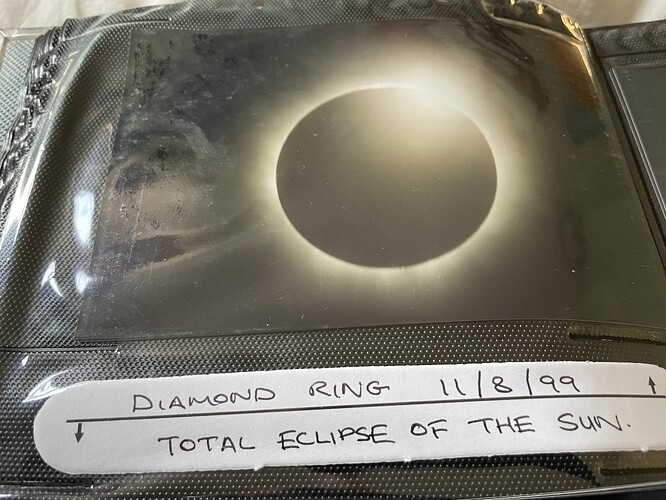 DIAMOND RING 11/8/99
TOTAL ECLIPSE OF THE SUN.